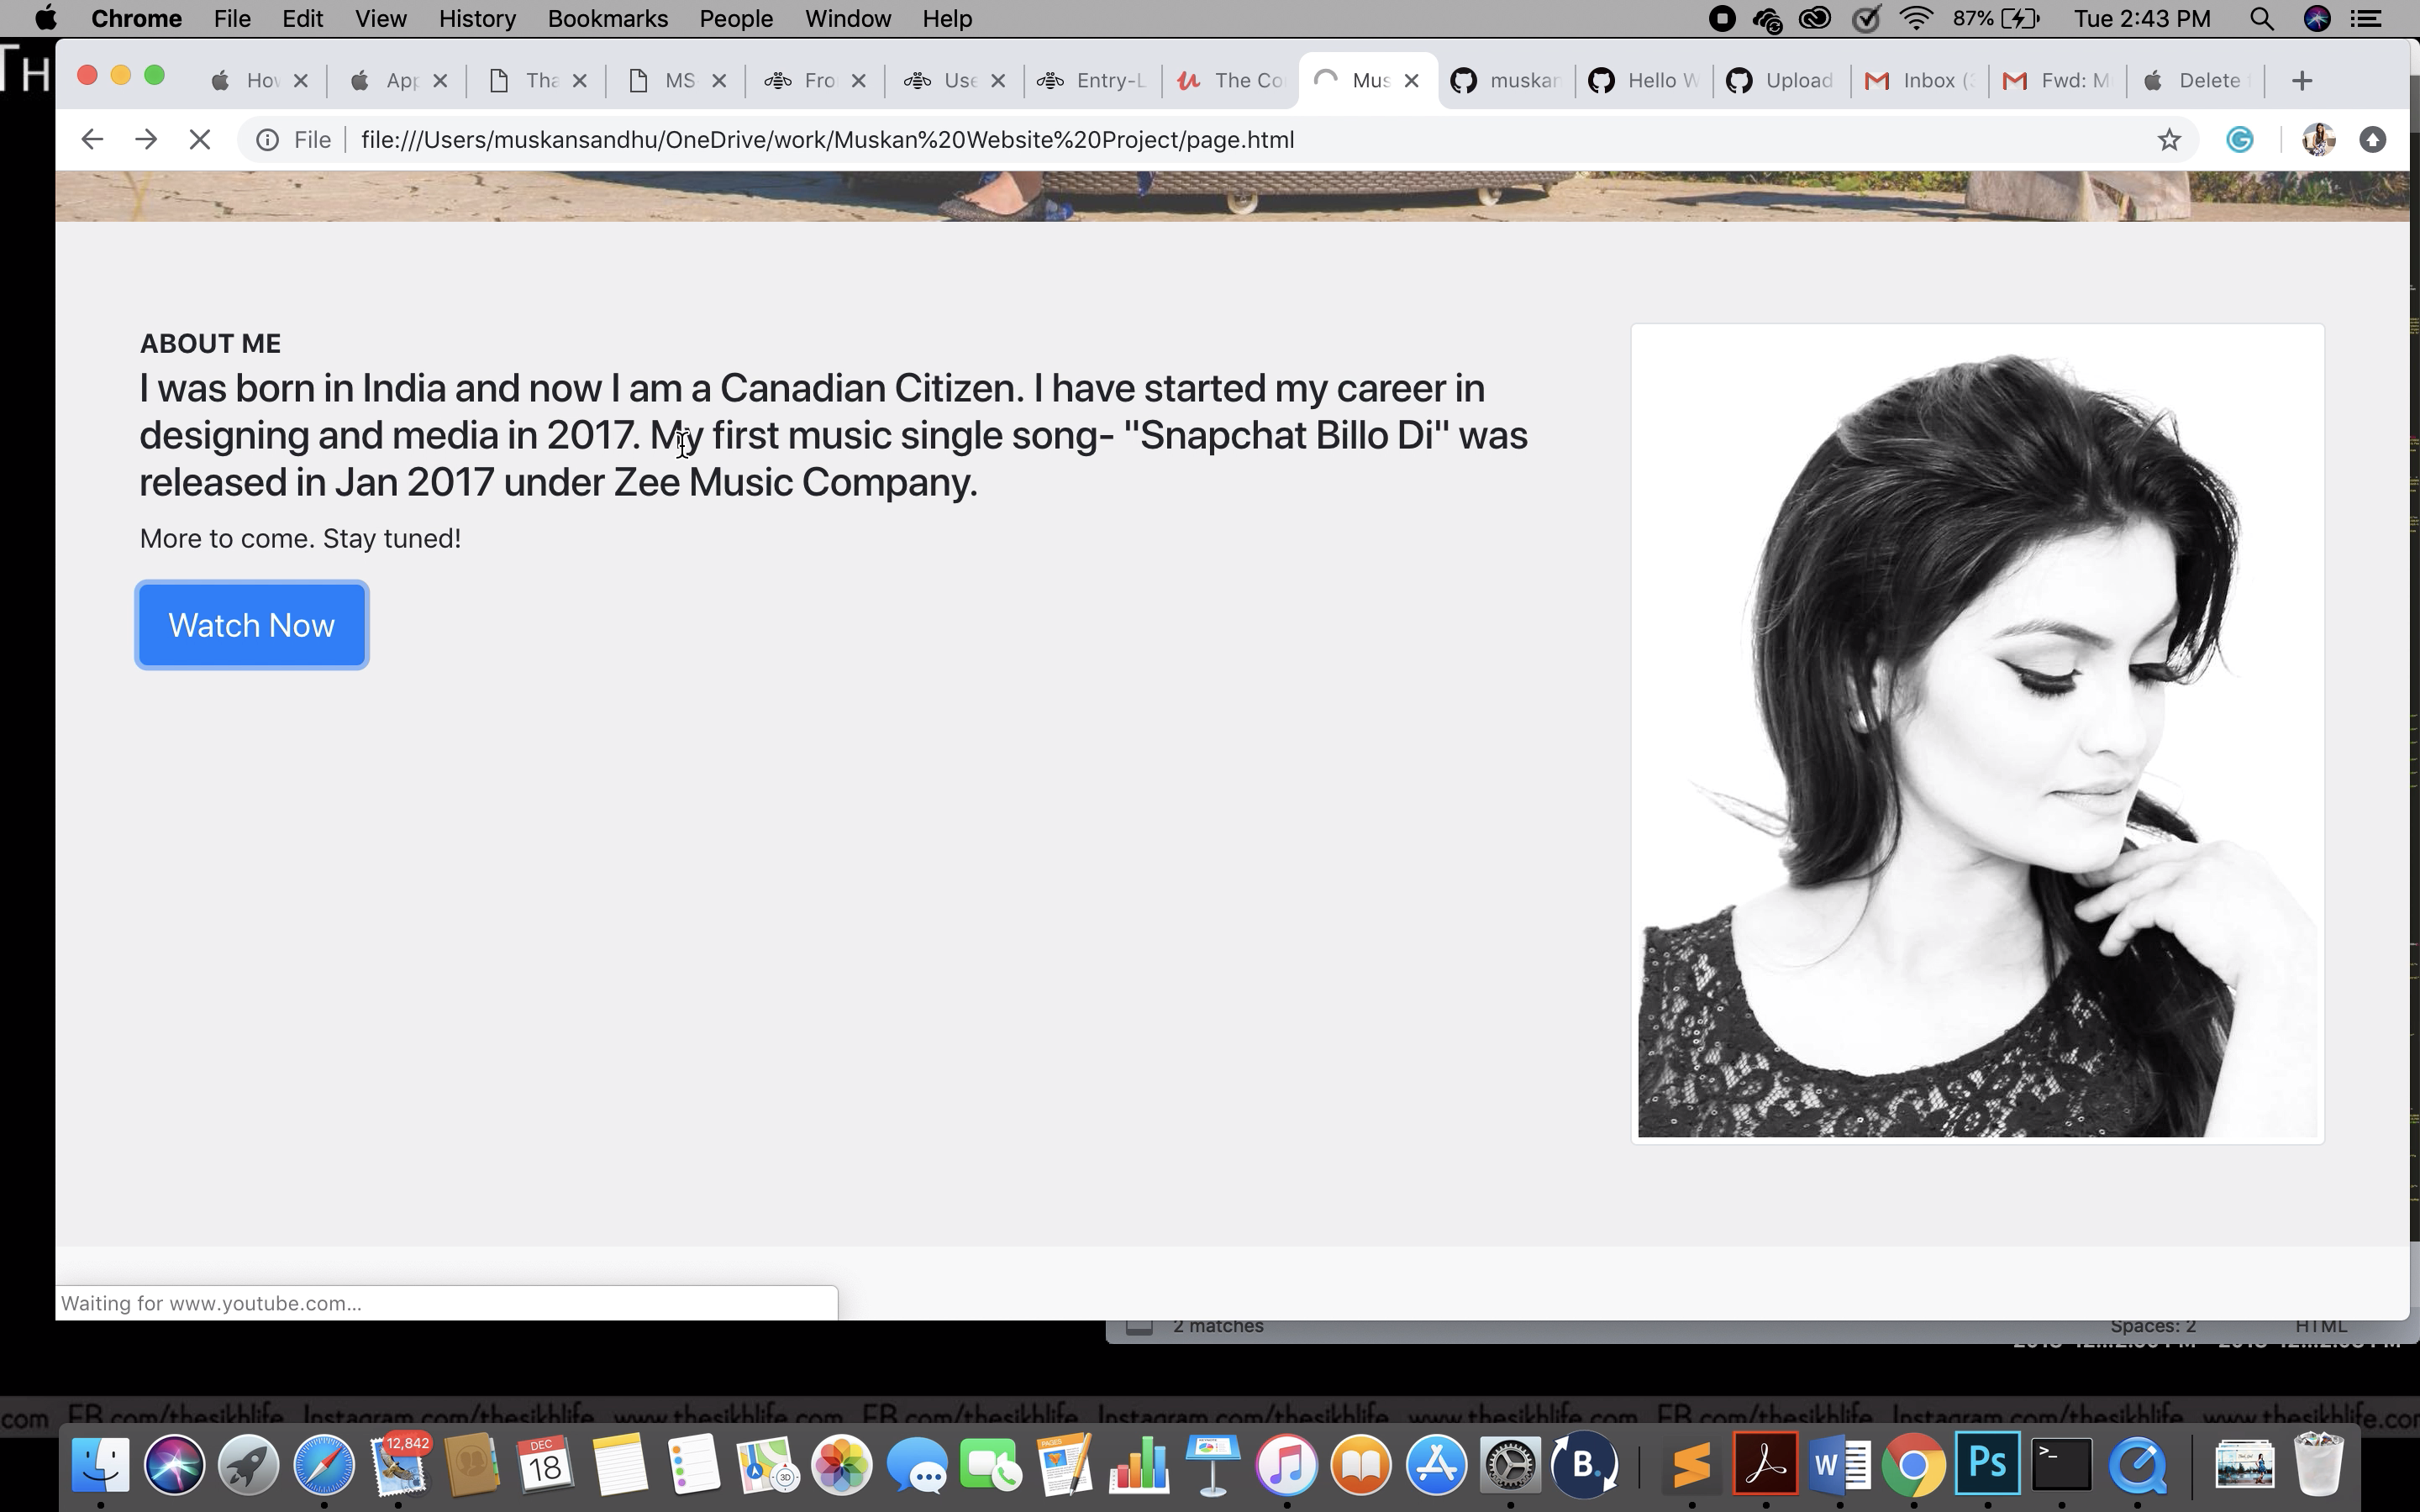 Chrome File Edit View History Bookmarks People Window Help 87% Tue 2:43 PM
TH
How App Tha MS Fro Use Entry-L The Co Mus muskan Hello W Upload Inbox (3 Fwd: M Delete
File file:///Users/muskansandhu/OneDrive/work/Muskan%20Website%20Project/page.html
ABOUT ME
I was born in India and now I am a Canadian Citizen. I have started my career in
designing and media in 2017. My first music single song- "Snapchat Billo Di" was
released in Jan 2017 under Zee Music Company.
More to come. Stay tuned!
Watch Now
Waiting for www.youtube.com...
2 matches Spaces: 2 HTML
com FB.com/thesikhlife Instagram.com/thesikhlife www.thesikhlife.com FB.com/thesikhlife Instagram.com/thesikhlife www.thesikhlife.com FB.com/thesikhlife Instagram.com/thesikhlife www.thesikhlife.com
12,842
DEC
18
3D
PAGES
B.
W
Ps
>_